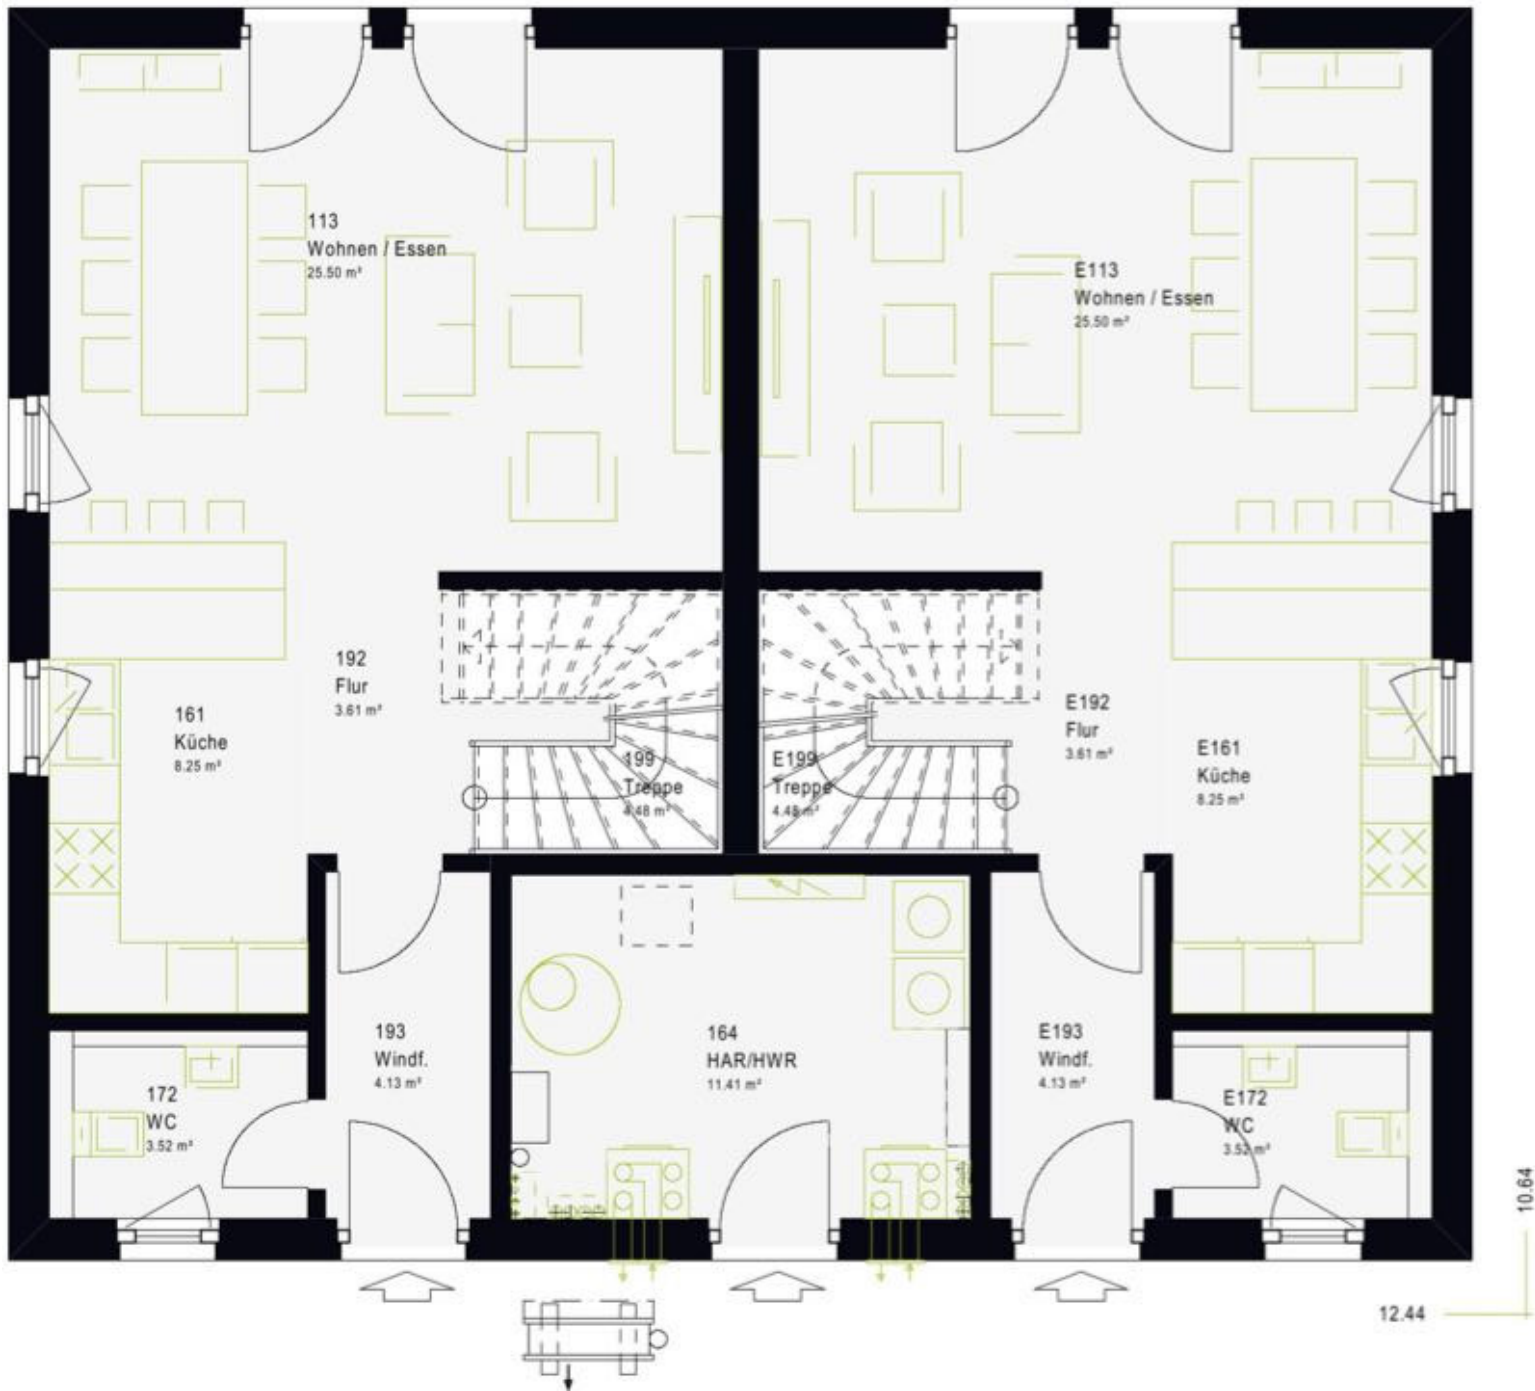 113
Wohnen / Essen
25.50 m²
E113
Wohnen / Essen
25.50 m²
192
Flur
3.61 m²
161
Küche
8.25 m²
199
Treppe
4.48 m²
E199
Treppe
4.48 m²
E192
Flur
3.61 m²
E161
Küche
8.25 m²
193
Windf.
4.13 m²
164
HAR/HWR
11.41 m²
E193
Windf.
4.13 m²
172
WC
3.52 m²
E172
WC
3.52 m²
10.64
12.44